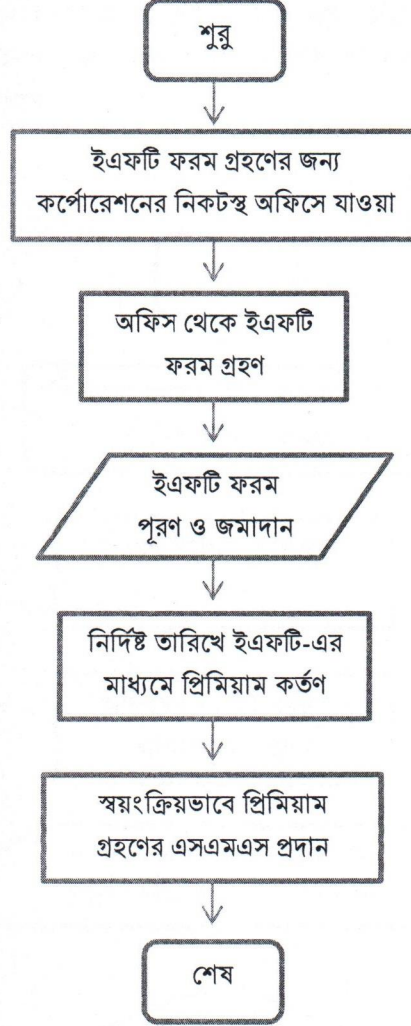 শুরু
ইএফটি ফরম গ্রহণের জন্য
কর্পোরেশনের নিকটস্থ অফিসে যাওয়া
অফিস থেকে ইএফটি
ফরম গ্রহণ
ইএফটি ফরম
পূরণ ও জমাদান
নির্দিষ্ট তারিখে ইএফটি-এর
মাধ্যমে প্রিমিয়াম কর্তণ
স্বয়ংক্রিয়ভাবে প্রিমিয়াম
গ্রহণের এসএমএস প্রদান
শেষ